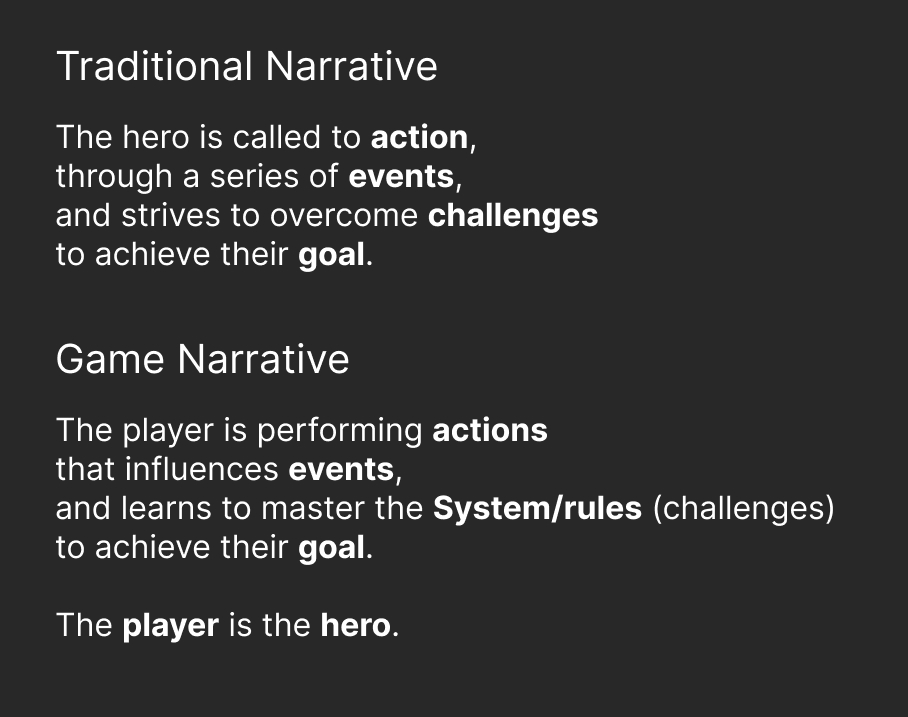 Traditional Narrative
The hero is called to action,
through a series of events,
and strives to overcome challenges
to achieve their goal.
Game Narrative
The player is performing actions
that influences events,
and learns to master the System/rules (challenges)
to achieve their goal.
The player is the hero.